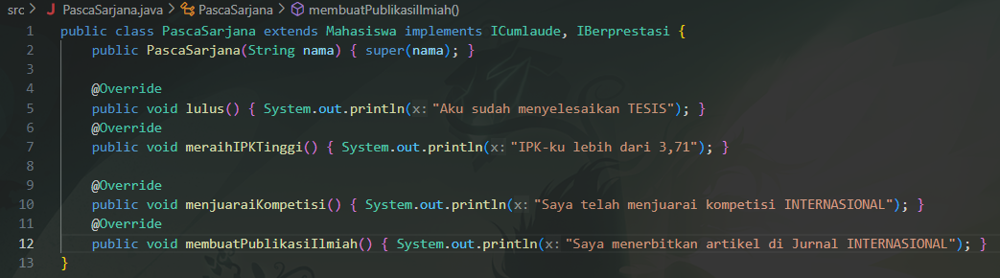 src > J PascaSarjana.java > PascaSarjana > membuatPublikasiIlmiah()
1 public class PascaSarjana extends Mahasiswa implements ICumlaude, IBerprestasi {
2 public PascaSarjana(String nama) { super(nama); }
3
4 @Override
5 public void lulus() { System.out.println(x: "Aku sudah menyelesaikan TESIS"); }
6 @Override
7 public void meraihIPKTinggi() { System.out.println(x: "IPK-ku lebih dari 3,71"); }
8
9 @Override
10 public void menjuaraiKompetisi() { System.out.println(x: "Saya telah menjuarai kompetisi INTERNASIONAL"); }
11 @Override
12 public void membuatPublikasiIlmiah() { System.out.println(x: "Saya menerbitkan artikel di Jurnal INTERNASIONAL"); }
13 }